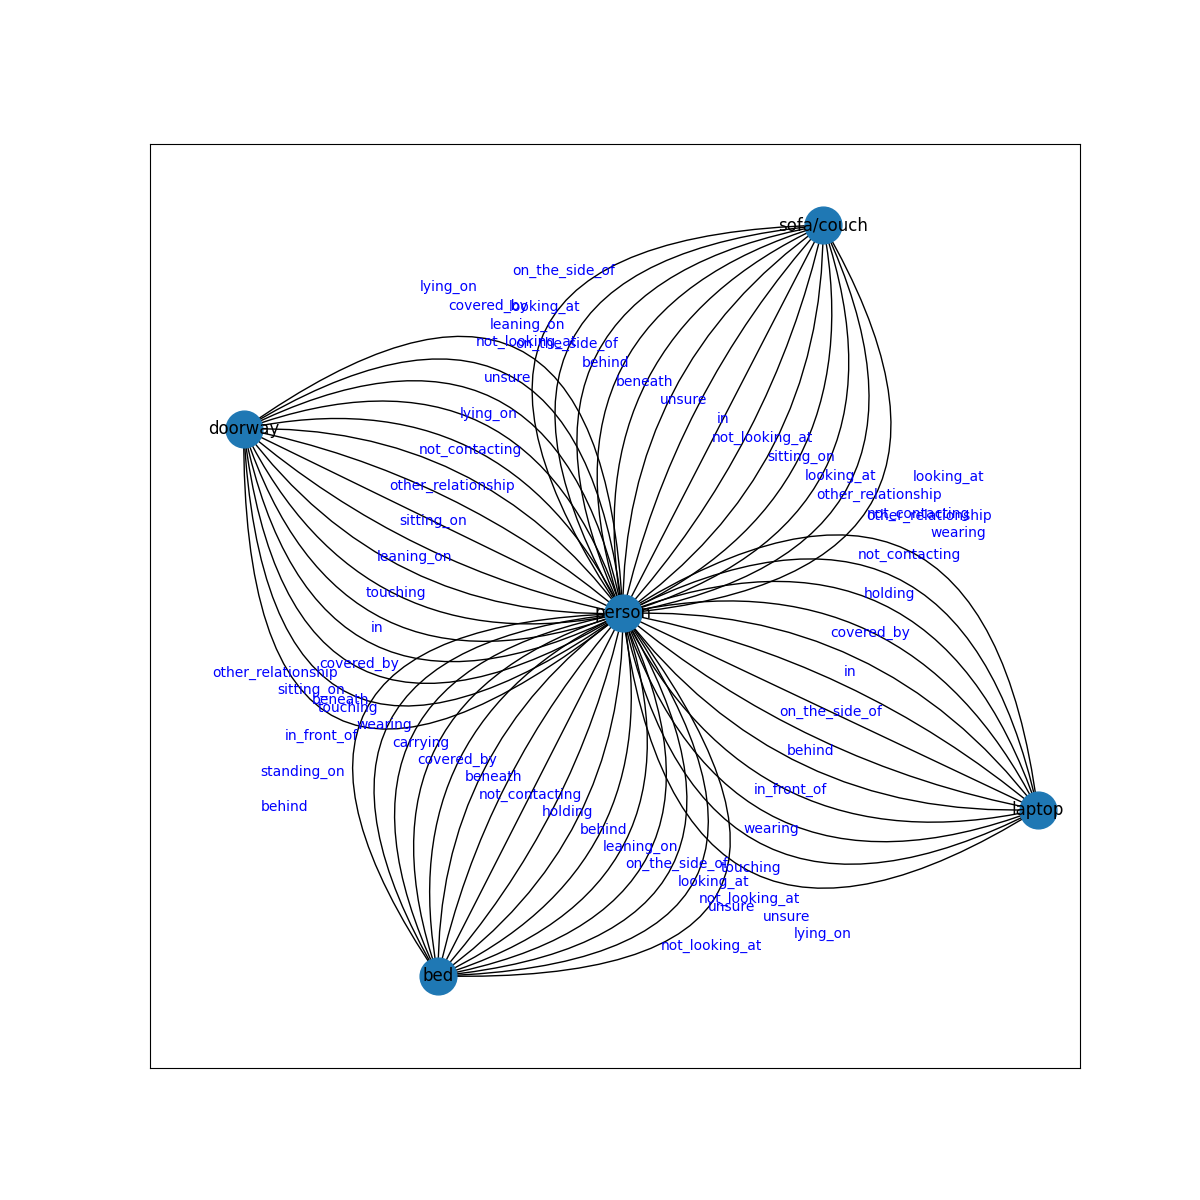 sofa/couch
on_the_side_of
lying_on
covered_by
looking_at
leaning_on
not_looking_at
on_the_side_of
behind
unsure
beneath
unsure
lying_on
in
doorway
not_looking_at
not_contacting
sitting_on
looking_at
looking_at
other_relationship
other_relationship
not_contacting
other_relationship
sitting_on
wearing
leaning_on
not_contacting
touching
holding
person
in
covered_by
covered_by
in
other_relationship
sitting_on
beneath
touching
on_the_side_of
wearing
in_front_of
carrying
behind
covered_by
standing_on
beneath
in_front_of
not_contacting
behind
holding
laptop
behind
wearing
leaning_on
on_the_side_of
touching
looking_at
not_looking_at
unsure
unsure
lying_on
not_looking_at
bed